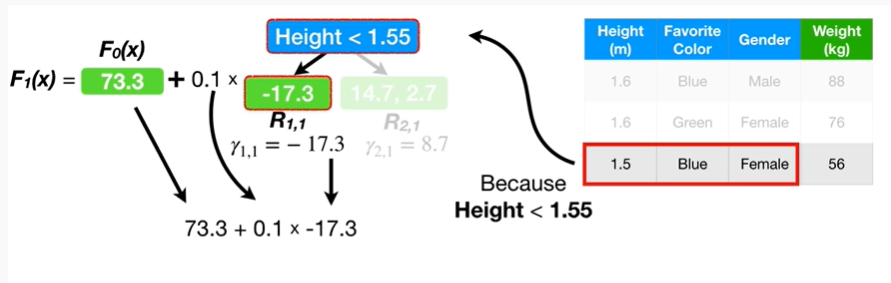 F₀(x)
F₁(x) = 73.3 + 0.1 ×
Height < 1.55
-17.3
14.7, 2.7
R₁,₁
R₂,₁
γ₁,₁ = − 17.3
γ₂,₁ = 8.7
73.3 + 0.1 × -17.3
Because
Height < 1.55
Height (m) Favorite Color Gender Weight (kg)
1.6 Blue Male 88
1.6 Green Female 76
1.5 Blue Female 56